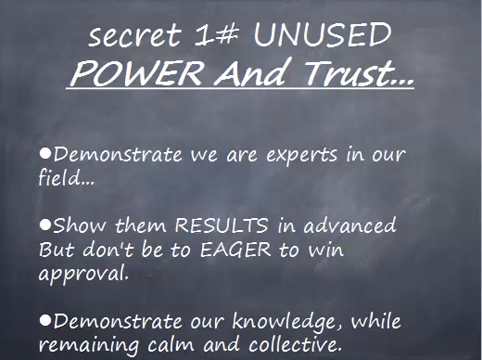 secret 1# UNUSED
POWER And Trust...
●Demonstrate we are experts in our
field...
●Show them RESULTS in advanced
But don't be to EAGER to win
approval.
●Demonstrate our knowledge, while
remaining calm and collective.